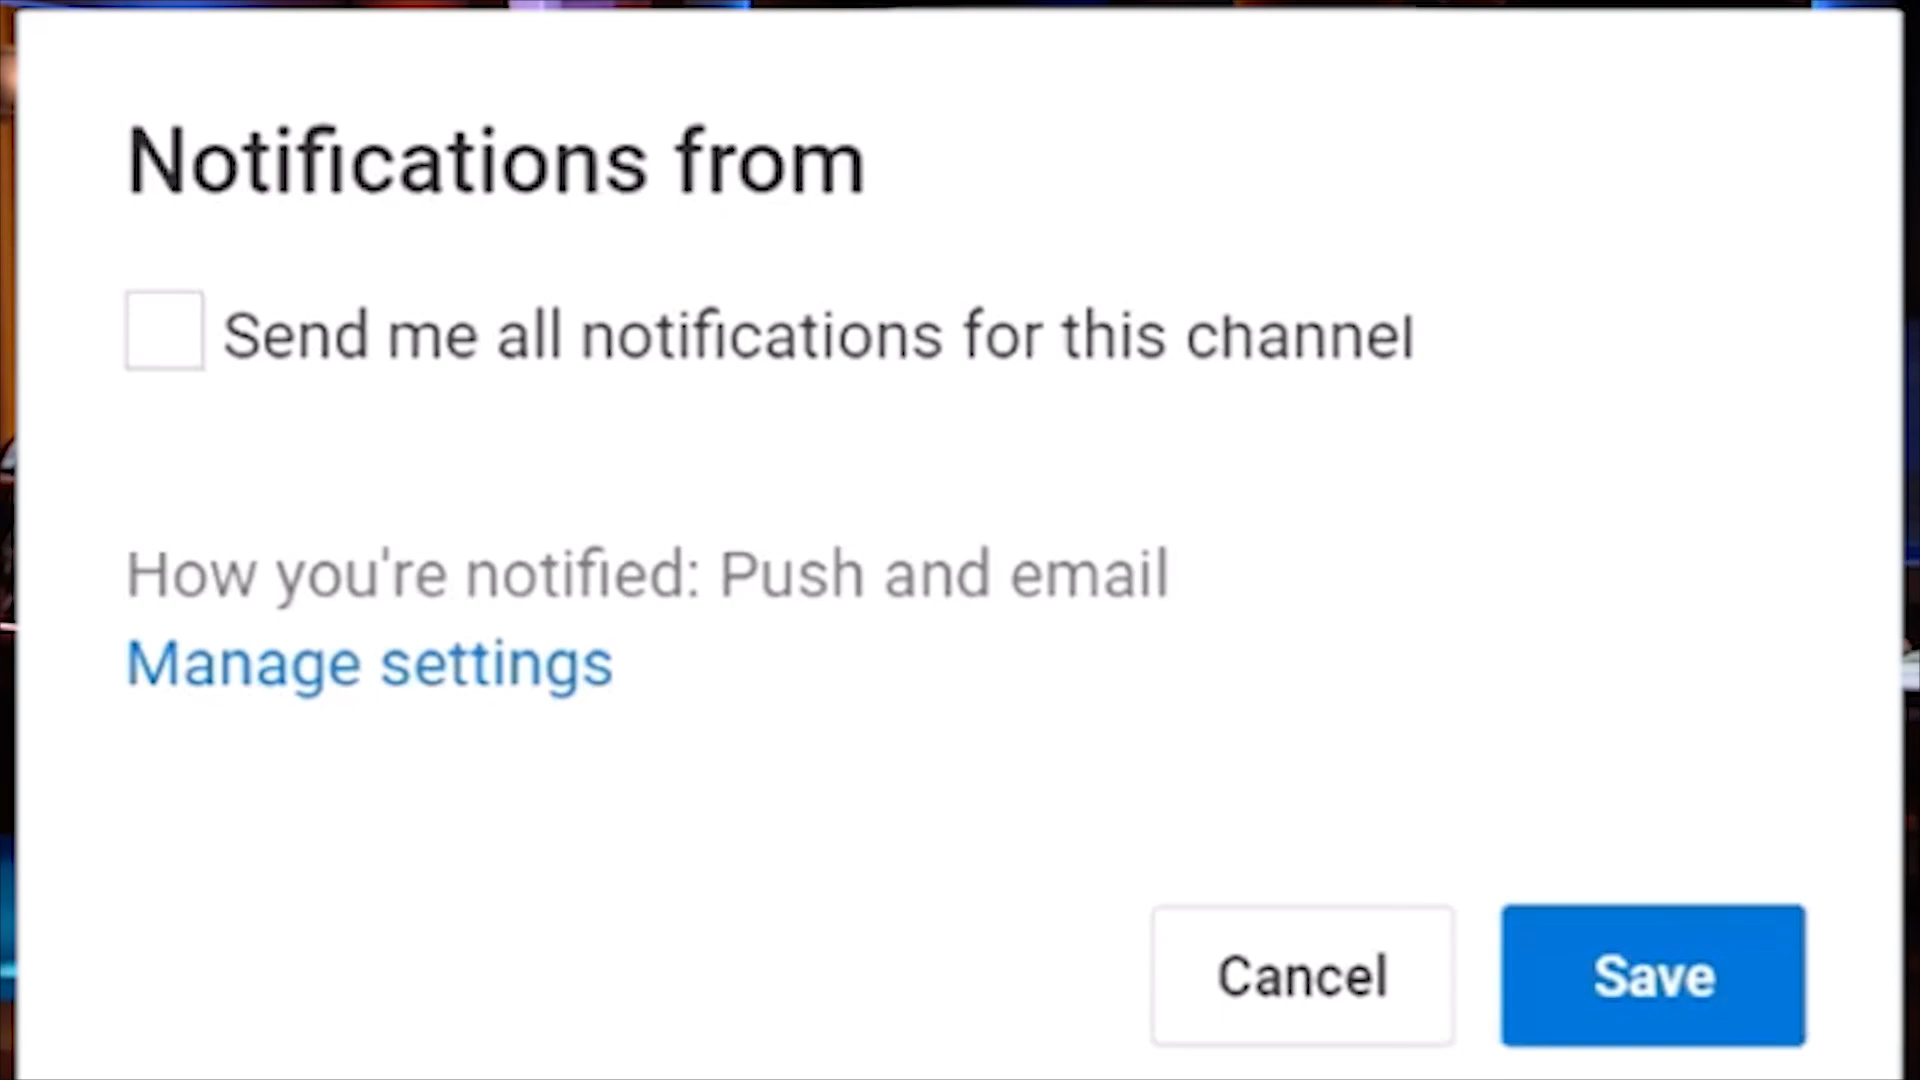 Notifications from
Send me all notifications for this channel
How you're notified: Push and email
Manage settings
Cancel
Save